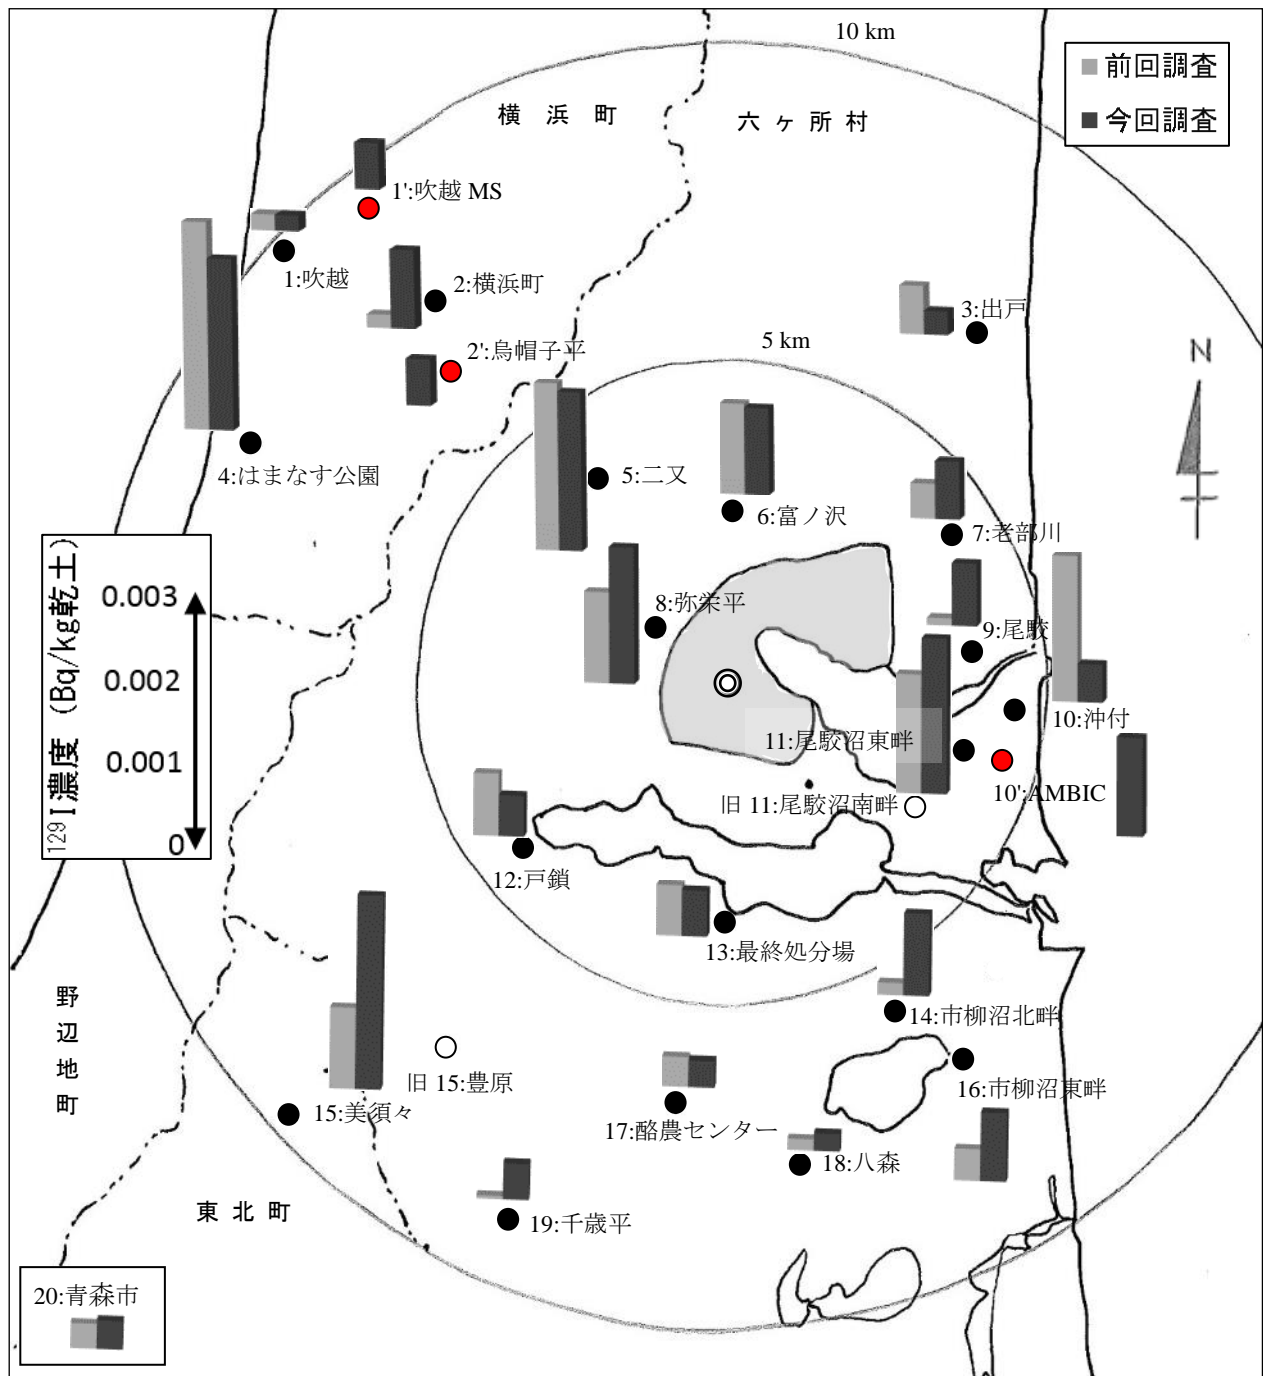 10 km
前回調査
今回調査
横浜町
六ヶ所村
1':吹越 MS
1:吹越
2:横浜町
3:出戸
5 km
2':烏帽子平
N
4:はまなす公園
5:二又
6:富ノ沢
7:老部川
129I濃度 (Bq/kg乾土)
0.003
0.002
0.001
0
8:弥栄平
9:尾駮
10:沖付
11:尾駮沼東畔
10':AMBIC
旧 11:尾駮沼南畔
12:戸鎖
13:最終処分場
野辺地町
14:市柳沼北畔
旧 15:豊原
15:美須々
16:市柳沼東畔
17:酪農センター
18:八森
東北町
19:千歳平
20:青森市